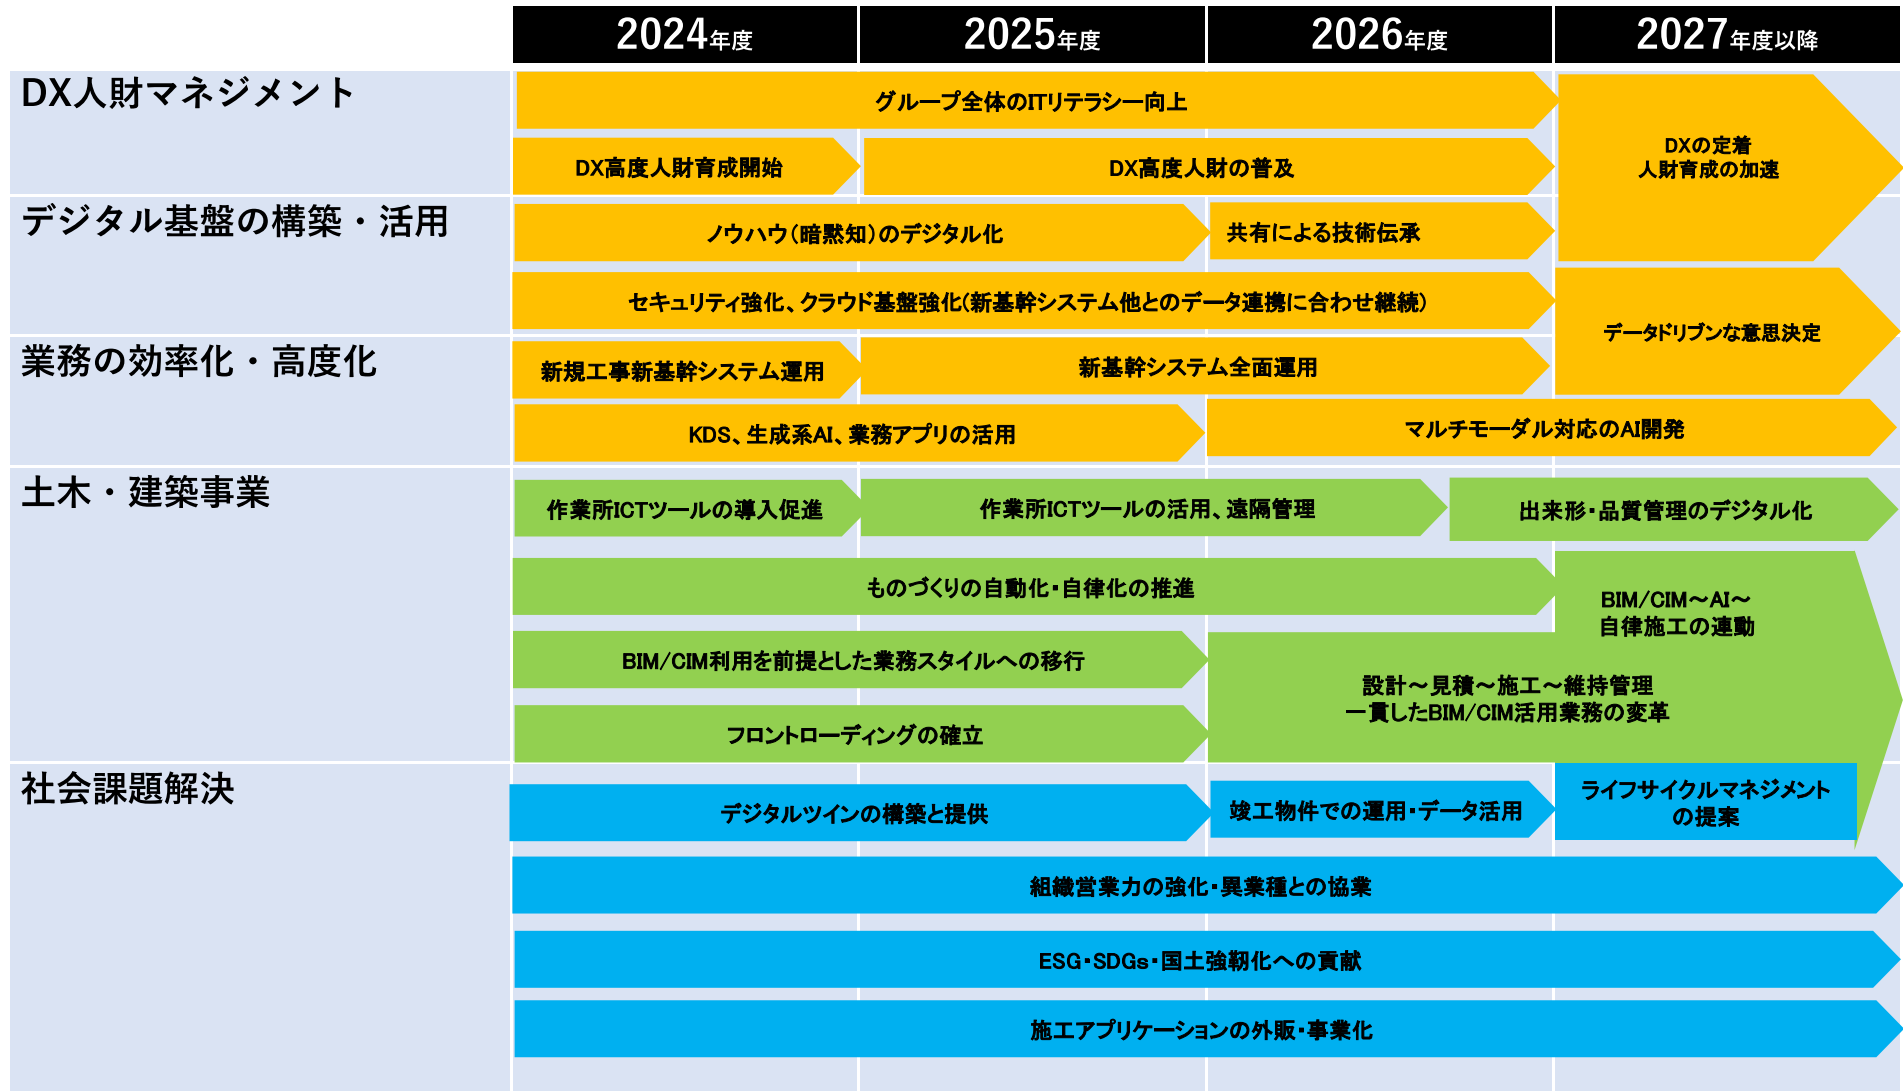 2024年度
2025年度
2026年度
2027年度以降
DX人財マネジメント
グループ全体のITリテラシー向上
DX高度人財育成開始
DX高度人財の普及
DXの定着
人財育成の加速
デジタル基盤の構築・活用
ノウハウ（暗黙知）のデジタル化
共有による技術伝承
セキュリティ強化、クラウド基盤強化(新基幹システム他とのデータ連携に合わせ継続)
データドリブンな意思決定
業務の効率化・高度化
新規工事新基幹システム運用
新基幹システム全面運用
KDS、生成系AI、業務アプリの活用
マルチモーダル対応のAI開発
土木・建築事業
作業所ICTツールの導入促進
作業所ICTツールの活用、遠隔管理
出来形・品質管理のデジタル化
ものづくりの自動化・自律化の推進
BIM/CIM～AI～
自律施工の連動
BIM/CIM利用を前提とした業務スタイルへの移行
設計～見積～施工～維持管理
一貫したBIM/CIM活用業務の変革
フロントローディングの確立
社会課題解決
デジタルツインの構築と提供
竣工物件での運用・データ活用
ライフサイクルマネジメント
の提案
組織営業力の強化・異業種との協業
ESG・SDGs・国土強靭化への貢献
施工アプリケーションの外販・事業化